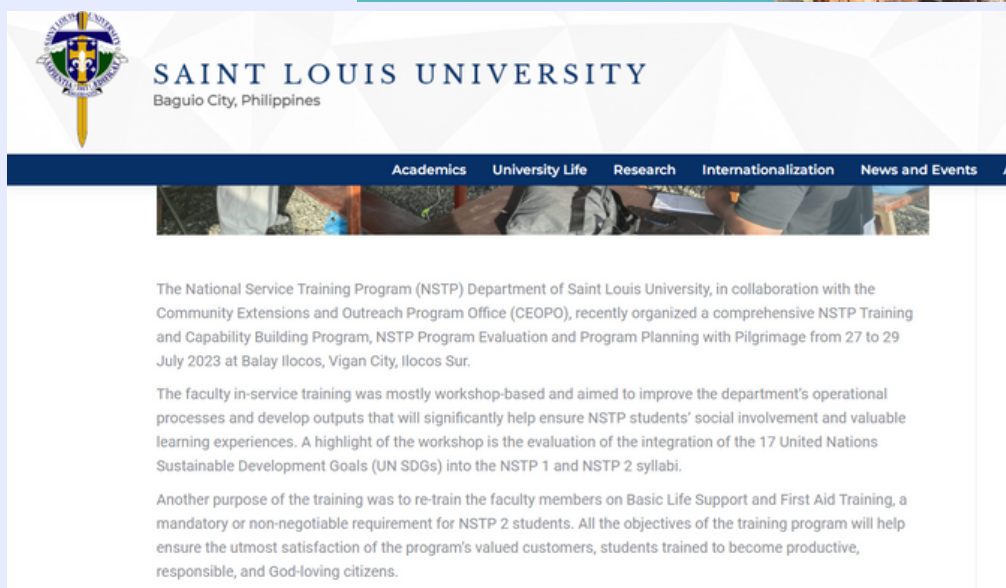 SAINT LOUIS UNIVERSITY
Baguio City, Philippines
Academics University Life Research Internationalization News and Events
The National Service Training Program (NSTP) Department of Saint Louis University, in collaboration with the
Community Extensions and Outreach Program Office (CEOPO), recently organized a comprehensive NSTP Training
and Capability Building Program, NSTP Program Evaluation and Program Planning with Pilgrimage from 27 to 29
July 2023 at Balay Ilocos, Vigan City, Ilocos Sur.
The faculty in-service training was mostly workshop-based and aimed to improve the department's operational
processes and develop outputs that will significantly help ensure NSTP students' social involvement and valuable
learning experiences. A highlight of the workshop is the evaluation of the integration of the 17 United Nations
Sustainable Development Goals (UN SDGs) into the NSTP 1 and NSTP 2 syllabi.
Another purpose of the training was to re-train the faculty members on Basic Life Support and First Aid Training, a
mandatory or non-negotiable requirement for NSTP 2 students. All the objectives of the training program will help
ensure the utmost satisfaction of the program's valued customers, students trained to become productive,
responsible, and God-loving citizens.